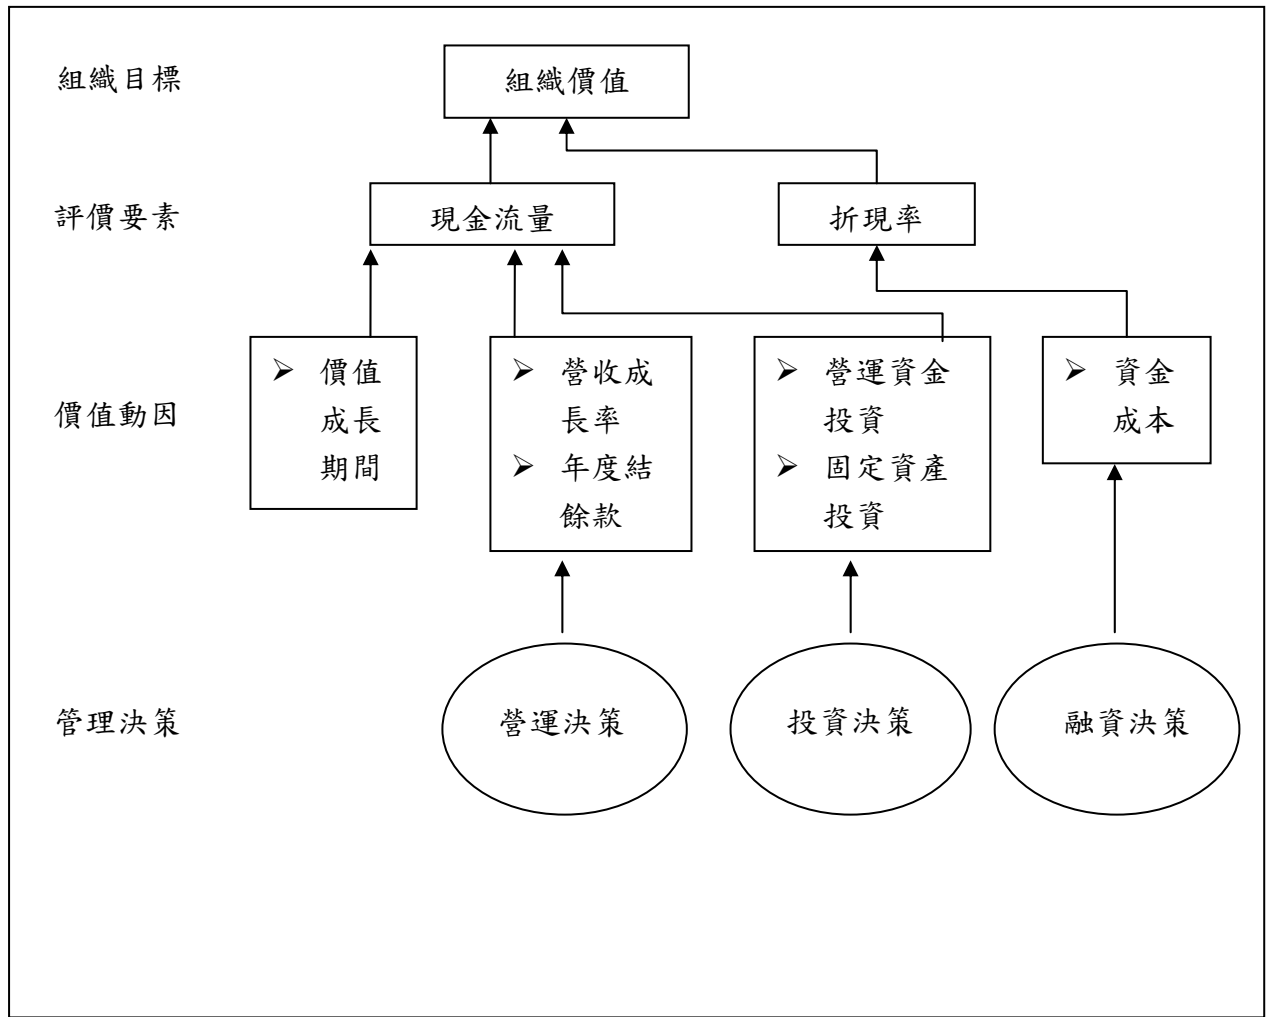 組織目標
組織價值
評價要素
現金流量
折現率
價值動因
➢ 價值
成長
期間
➢ 營收成
長率
➢ 年度結
餘款
➢ 營運資金
投資
➢ 固定資產
投資
➢ 資金
成本
管理決策
營運決策
投資決策
融資決策